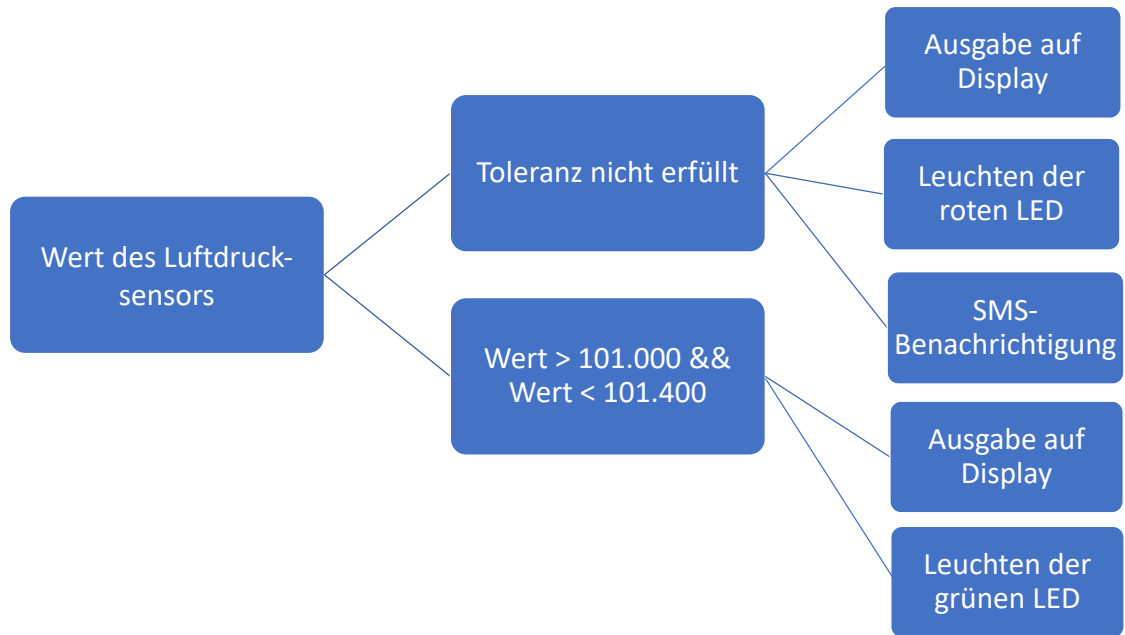 Wert des Luftdruck-
sensors
Toleranz nicht erfüllt
Wert > 101.000 &&
Wert < 101.400
Ausgabe auf
Display
Leuchten der
roten LED
SMS-
Benachrichtigung
Ausgabe auf
Display
Leuchten der
grünen LED